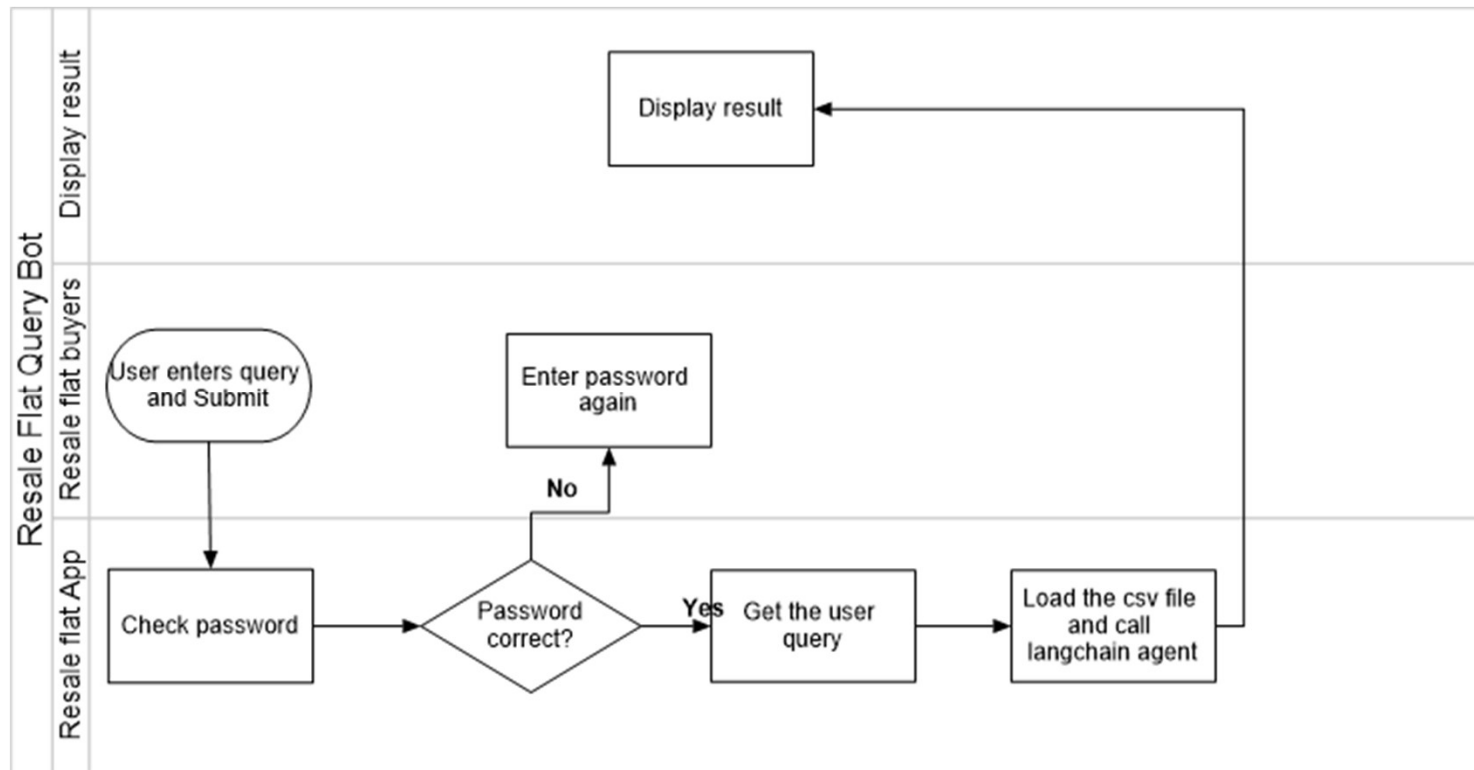 Resale Flat Query Bot
Display result
Display result
Resale flat buyers
User enters query
and Submit
Enter password
again
No
Resale flat App
Check password
Password
correct?
Yes
Get the user
query
Load the csv file
and call
langchain agent